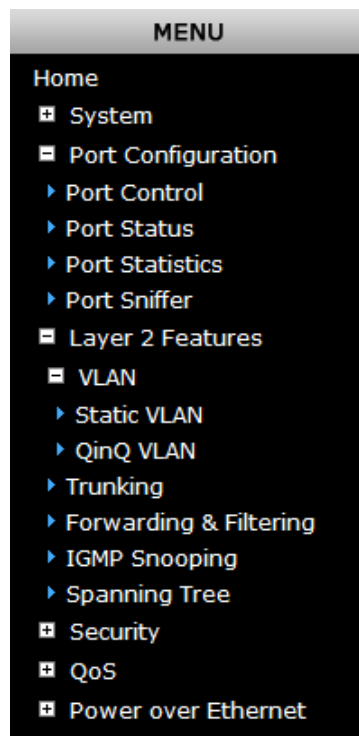 MENU
Home
System
Port Configuration
Port Control
Port Status
Port Statistics
Port Sniffer
Layer 2 Features
VLAN
Static VLAN
QinQ VLAN
Trunking
Forwarding & Filtering
IGMP Snooping
Spanning Tree
Security
QoS
Power over Ethernet